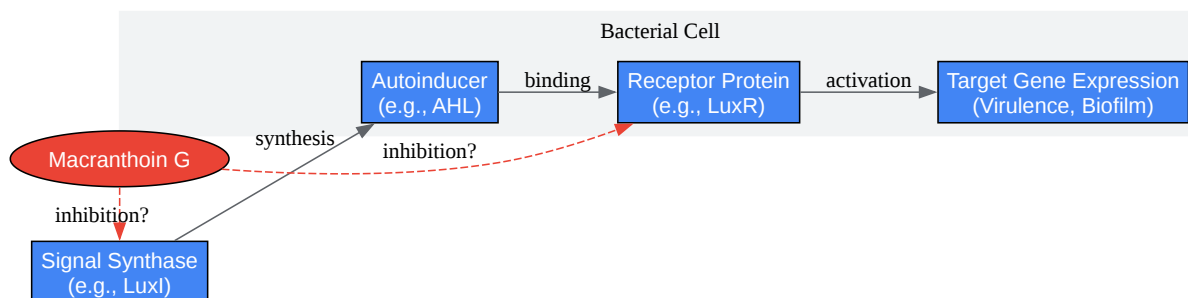 Bacterial Cell
Autoinducer
(e.g., AHL)
binding
Receptor Protein
(e.g., LuxR)
activation
Target Gene Expression
(Virulence, Biofilm)
synthesis
Macranthoin G
inhibition?
inhibition?
Signal Synthase
(e.g., LuxI)